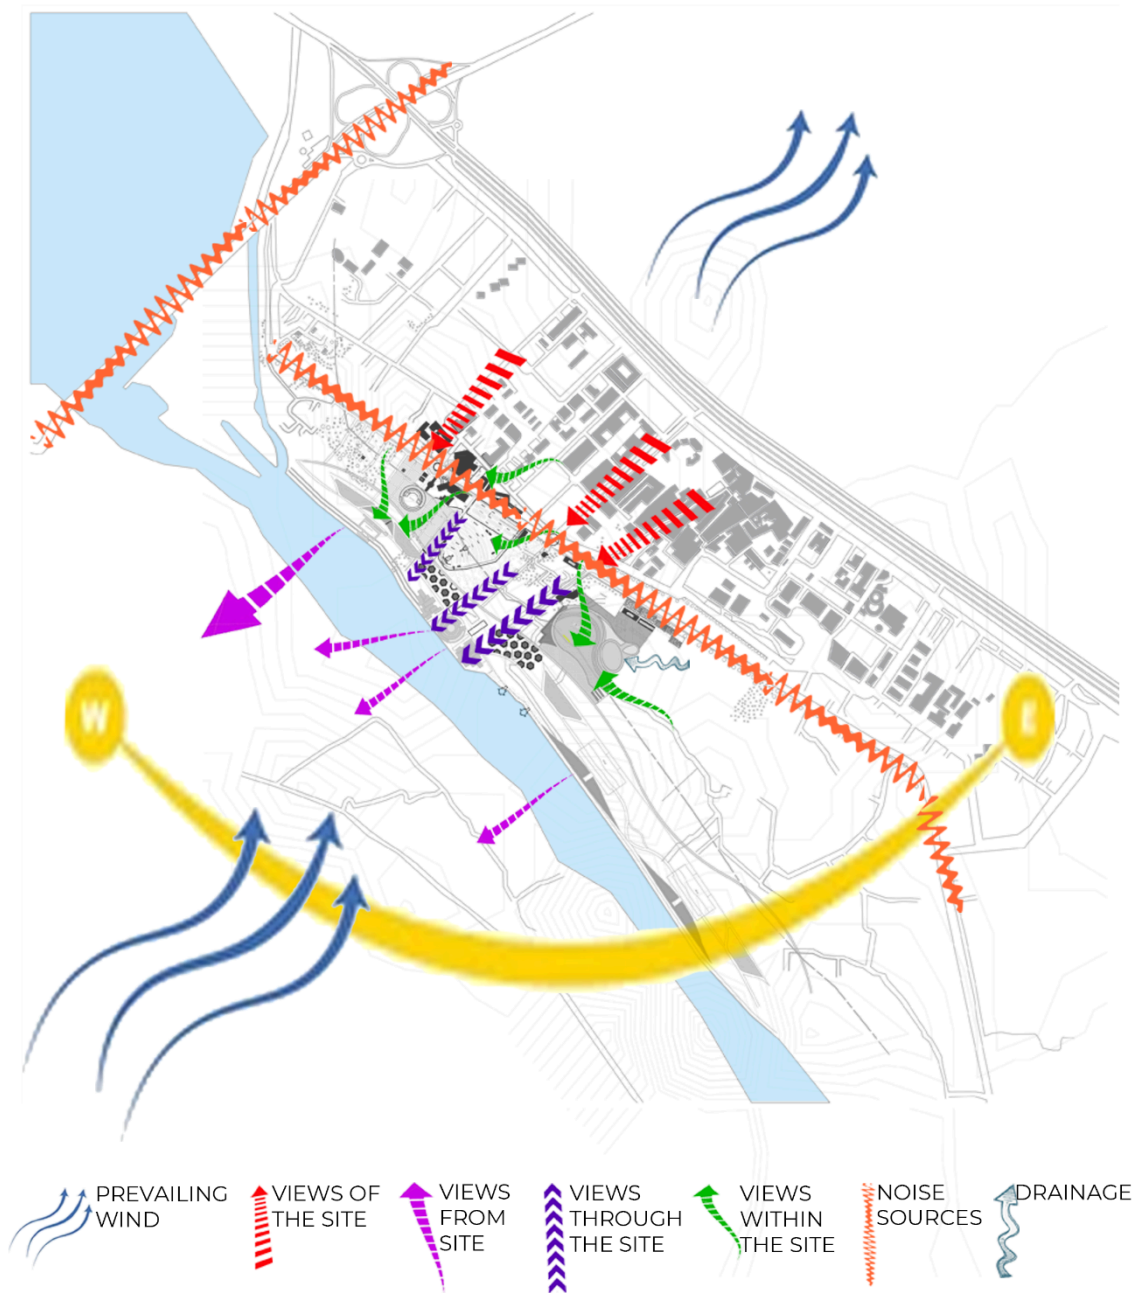 W
E
PREVAILING
WIND
VIEWS OF
THE SITE
VIEWS
FROM
SITE
VIEWS
THROUGH
THE SITE
VIEWS
WITHIN
THE SITE
NOISE
SOURCES
DRAINAGE